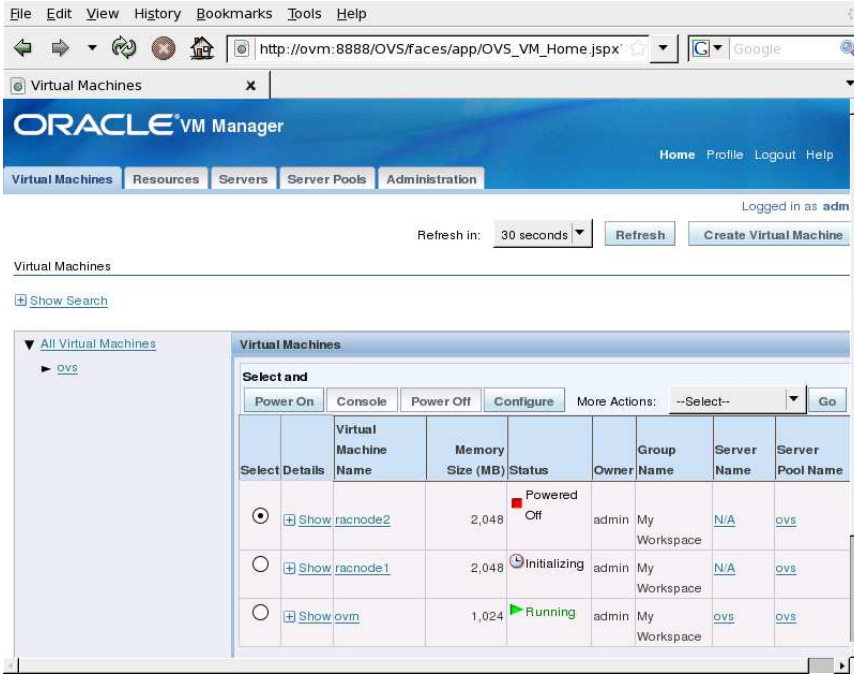 File Edit View History Bookmarks Tools Help
http://ovm:8888/OVS/faces/app/OVS_VM_Home.jspx
G Google
Virtual Machines x
ORACLE VM Manager
Home Profile Logout Help
Virtual Machines Resources Servers Server Pools Administration
Logged in as adm
Refresh in: 30 seconds Refresh Create Virtual Machine
Virtual Machines
Show Search
All Virtual Machines
ovs
Virtual Machines
Select and
Power On Console Power Off Configure More Actions: --Select-- Go
Select Details Virtual Machine Name Memory Size (MB) Status Owner Group Name Server Name Server Pool Name
Show racnode2 2,048 Powered Off admin My Workspace N/A ovs
Show racnode1 2,048 Initializing admin My Workspace N/A ovs
Show ovm 1,024 Running admin My Workspace ovs ovs